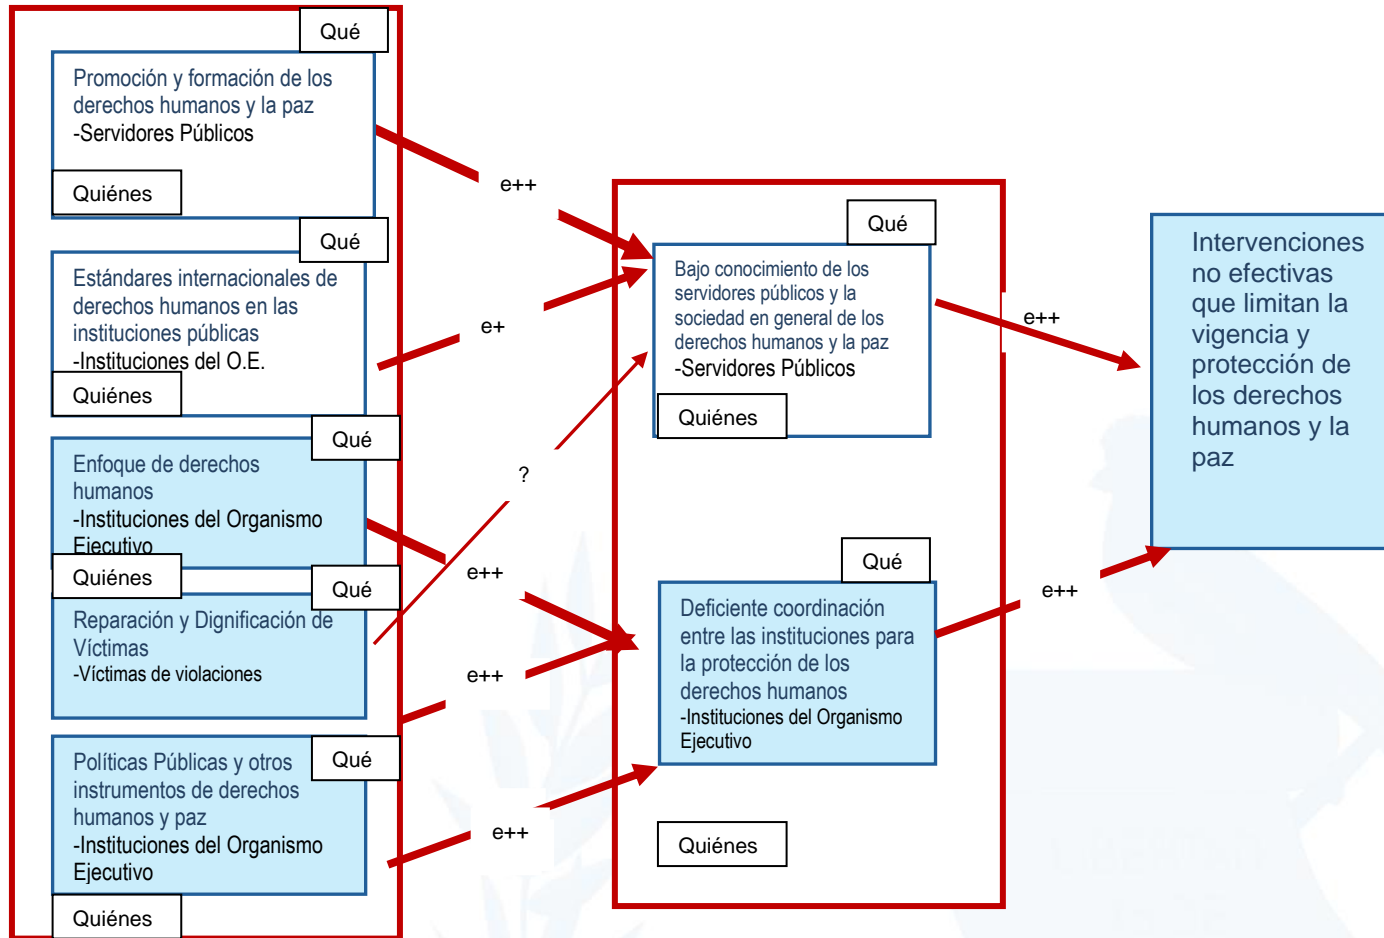 Qué
Promoción y formación de los
derechos humanos y la paz
-Servidores Públicos
Quiénes
Qué
Estándares internacionales de
derechos humanos en las
instituciones públicas
-Instituciones del O.E.
Quiénes
Qué
Enfoque de derechos
humanos
-Instituciones del Organismo
Ejecutivo
Quiénes
Qué
Reparación y Dignificación de
Víctimas
-Víctimas de violaciones
Qué
Políticas Públicas y otros
instrumentos de derechos
humanos y paz
-Instituciones del Organismo
Ejecutivo
Quiénes
e++
e+
?
e++
e++
e++
Qué
Bajo conocimiento de los
servidores públicos y la
sociedad en general de los
derechos humanos y la paz
-Servidores Públicos
Quiénes
Qué
Deficiente coordinación
entre las instituciones para
la protección de los
derechos humanos
-Instituciones del Organismo
Ejecutivo
Quiénes
e++
e++
Intervenciones
no efectivas
que limitan la
vigencia y
protección de
los derechos
humanos y la
paz